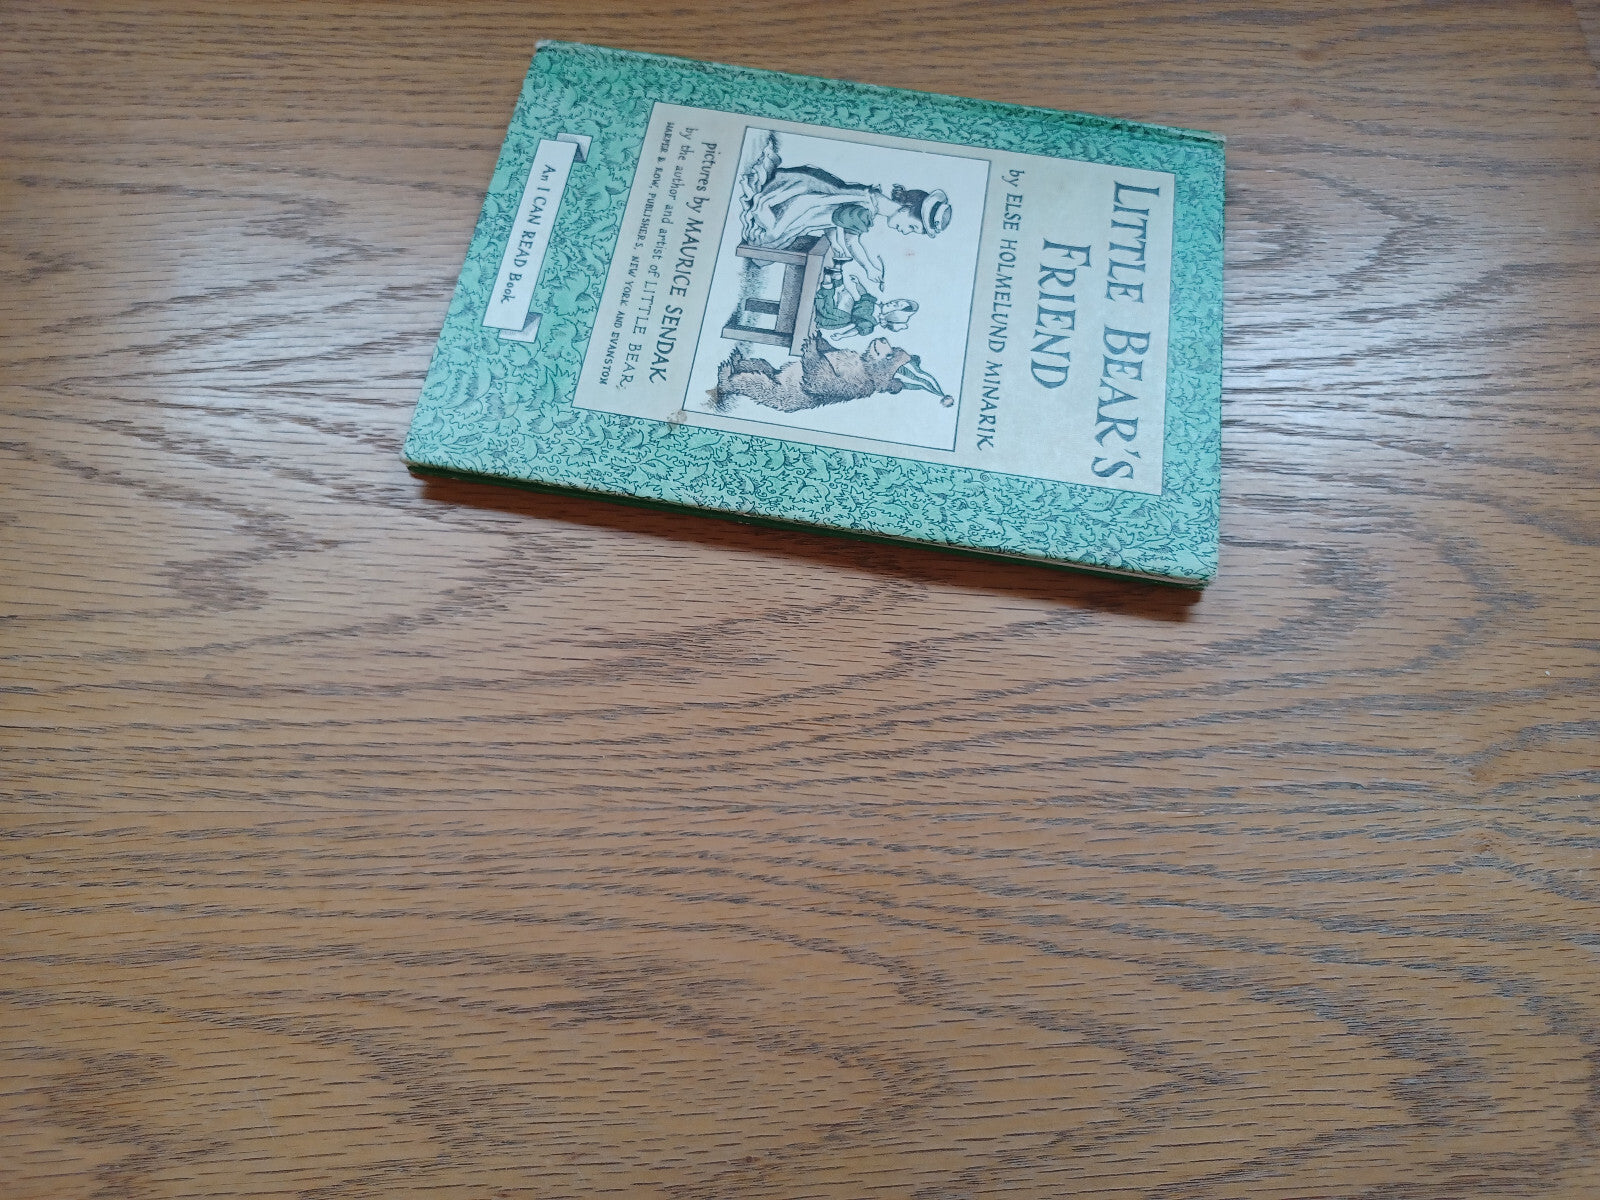 LITTLE BEAR'S
FRIEND
by ELSE HOLMELUND MINARIK
pictures by MAURICE SENDAK
by the author and artist of LITTLE BEAR
HARPER & ROW, PUBLISHERS, NEW YORK AND EVANSTON
An I CAN READ Book